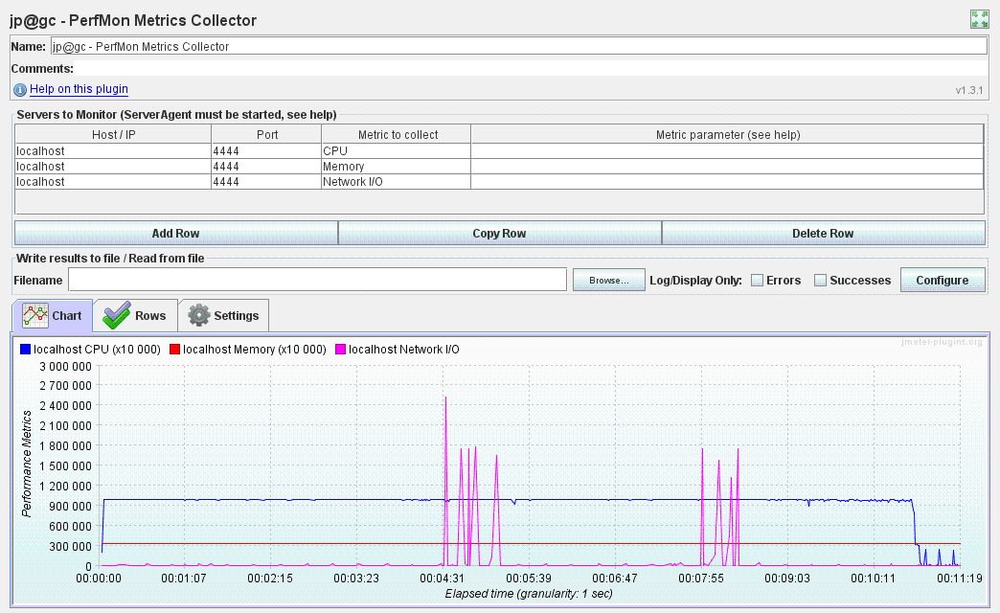 jp@gc - PerfMon Metrics Collector
Name: jp@gc - PerfMon Metrics Collector
Comments:
Help on this plugin
v1.3.1
Servers to Monitor (ServerAgent must be started, see help)
Host / IP Port Metric to collect Metric parameter (see help)
localhost 4444 CPU
localhost 4444 Memory
localhost 4444 Network I/O
Add Row Copy Row Delete Row
Write results to file / Read from file
Filename Browse... Log/Display Only: Errors Successes Configure
Chart Rows Settings
jmeter-plugins.org
localhost CPU (x10 000) localhost Memory (x10 000) localhost Network I/O
Performance Metrics
3 000 000
2 700 000
2 400 000
2 100 000
1 800 000
1 500 000
1 200 000
900 000
600 000
300 000
0
00:00:00 00:01:07 00:02:15 00:03:23 00:04:31 00:05:39 00:06:47 00:07:55 00:09:03 00:10:11 00:11:19
Elapsed time (granularity: 1 sec)